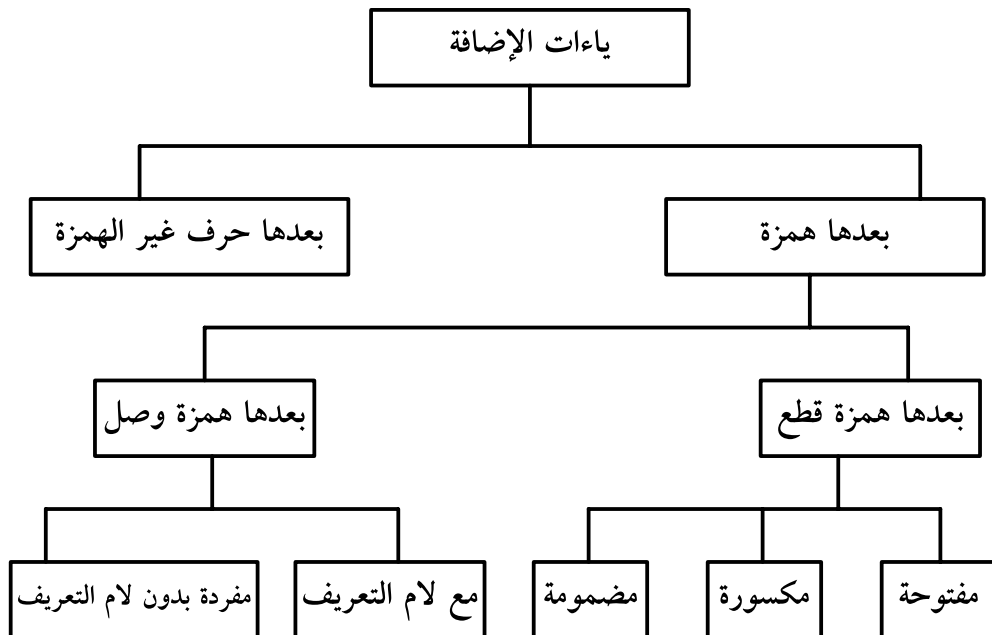 ياءات الإضافة
بعدها همزة
بعدها حرف غير الهمزة
بعدها همزة قطع
بعدها همزة وصل
مفتوحة
مكسورة
مضمومة
مع لام التعريف
مفردة بدون لام التعريف